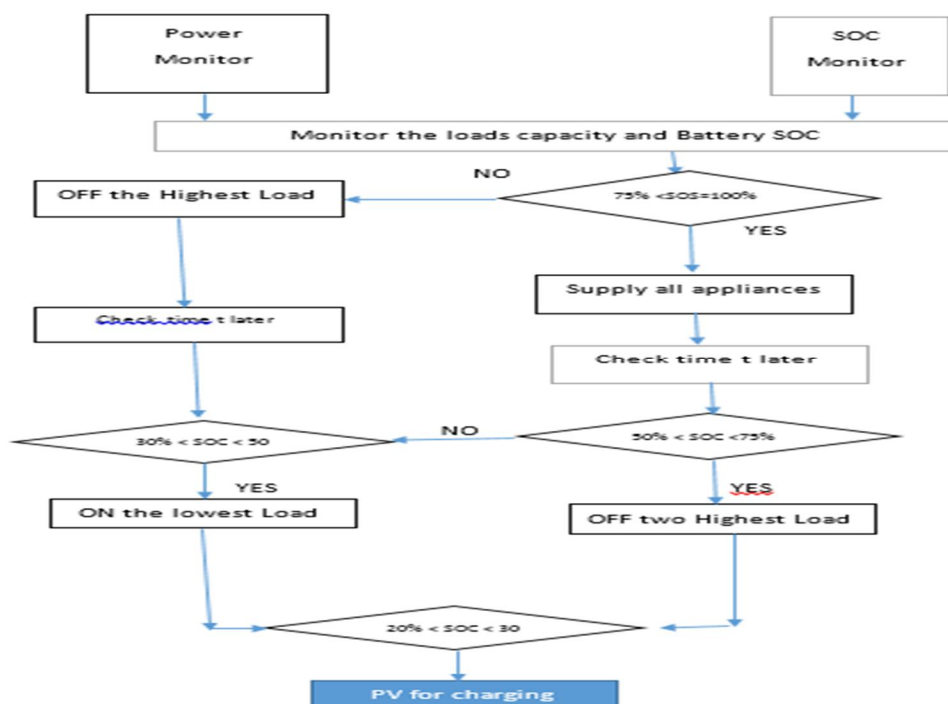 Power
Monitor
SOC
Monitor
Monitor the loads capacity and Battery SOC
NO
OFF the Highest Load
75% <SOS=100%
YES
Supply all appliances
Check time t later
Check time t later
30% < SOC < 50
NO
50% < SOC <75%
YES
YES
ON the lowest Load
OFF two Highest Load
20% < SOC < 30
PV for charging